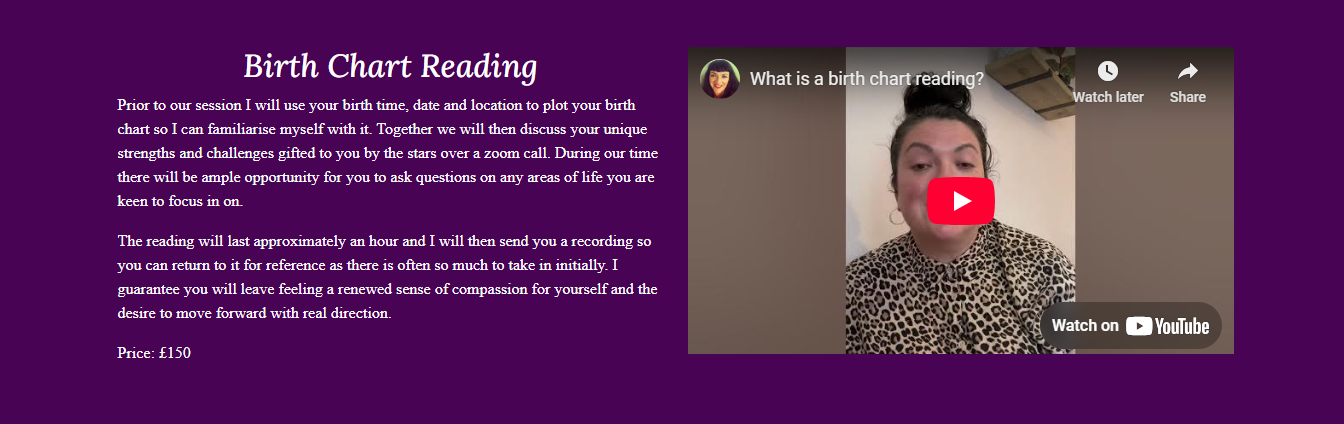 Birth Chart Reading
Prior to our session I will use your birth time, date and location to plot your birth
chart so I can familiarise myself with it. Together we will then discuss your unique
strengths and challenges gifted to you by the stars over a zoom call. During our time
there will be ample opportunity for you to ask questions on any areas of life you are
keen to focus in on.
The reading will last approximately an hour and I will then send you a recording so
you can return to it for reference as there is often so much to take in initially. I
guarantee you will leave feeling a renewed sense of compassion for yourself and the
desire to move forward with real direction.
Price: £150
What is a birth chart reading?
Watch later
Share
Watch on YouTube